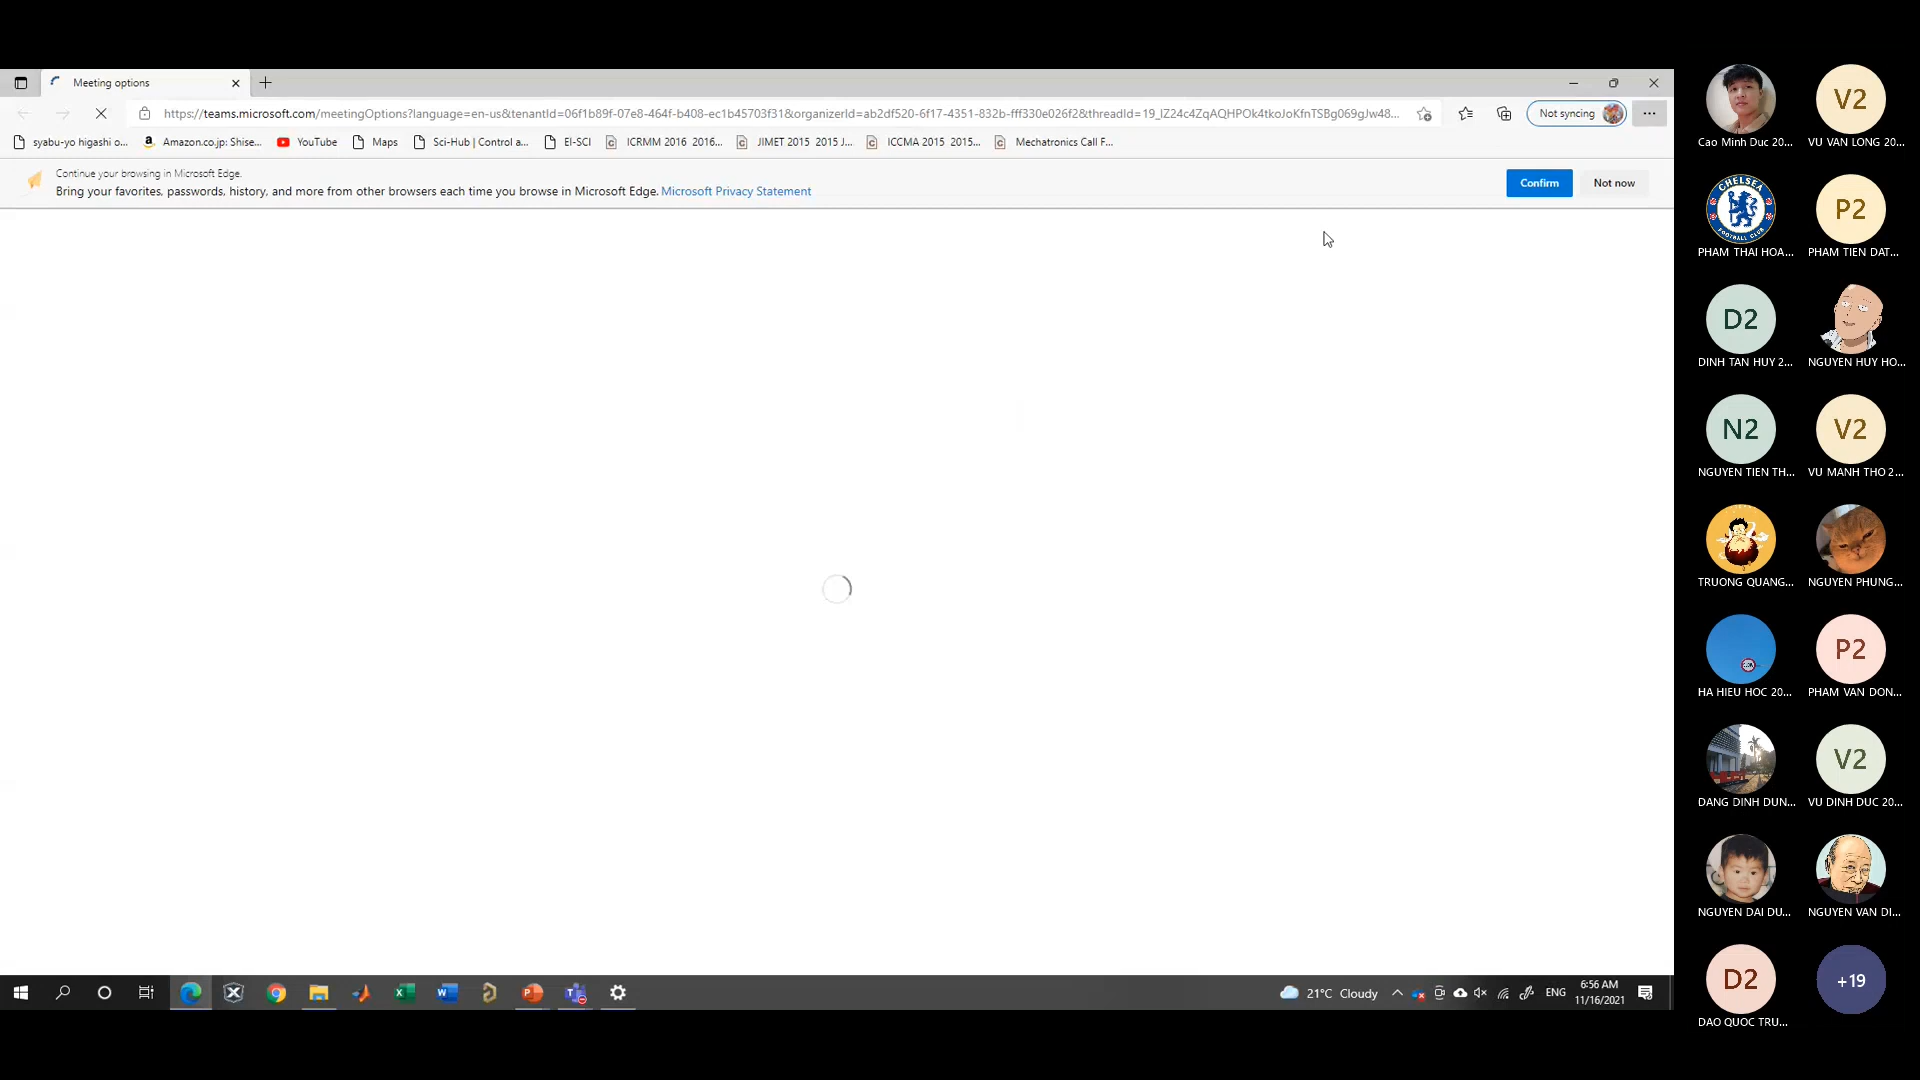 Meeting options
https://teams.microsoft.com/meetingOptions?language=en-us&tenantId=06f1b89f-07e8-464f-b408-ec1b45703f31&organizerId=ab2df520-6f17-4351-832b-fff330e026f2&threadId=19_IZ24c4ZqAQHPOk4tkoJoKfnTSBg069gJw48...
Not syncing
syabu-yo higashi o... Amazon.co.jp: Shise... YouTube Maps Sci-Hub | Control a... EI-SCI ICRMM 2016 2016... JIMET 2015 2015 J... ICCMA 2015 2015... Mechatronics Call F...
Continue your browsing in Microsoft Edge.
Bring your favorites, passwords, history, and more from other browsers each time you browse in Microsoft Edge. Microsoft Privacy Statement
Confirm
Not now
V2
Cao Minh Duc 20...
VU VAN LONG 20...
CHELSEA
FOOTBALL CLUB
P2
PHAM THAI HOA...
PHAM TIEN DAT...
D2
DINH TAN HUY 2...
NGUYEN HUY HO...
N2
V2
NGUYEN TIEN TH...
VU MANH THO 2...
TRUONG QUANG...
NGUYEN PHUNG...
P2
HA HIEU HOC 20...
PHAM VAN DON...
V2
DANG DINH DUN...
VU DINH DUC 20...
NGUYEN DAI DU...
NGUYEN VAN DI...
D2
+19
DAO QUOC TRU...
21°C Cloudy
ENG
6:56 AM
11/16/2021